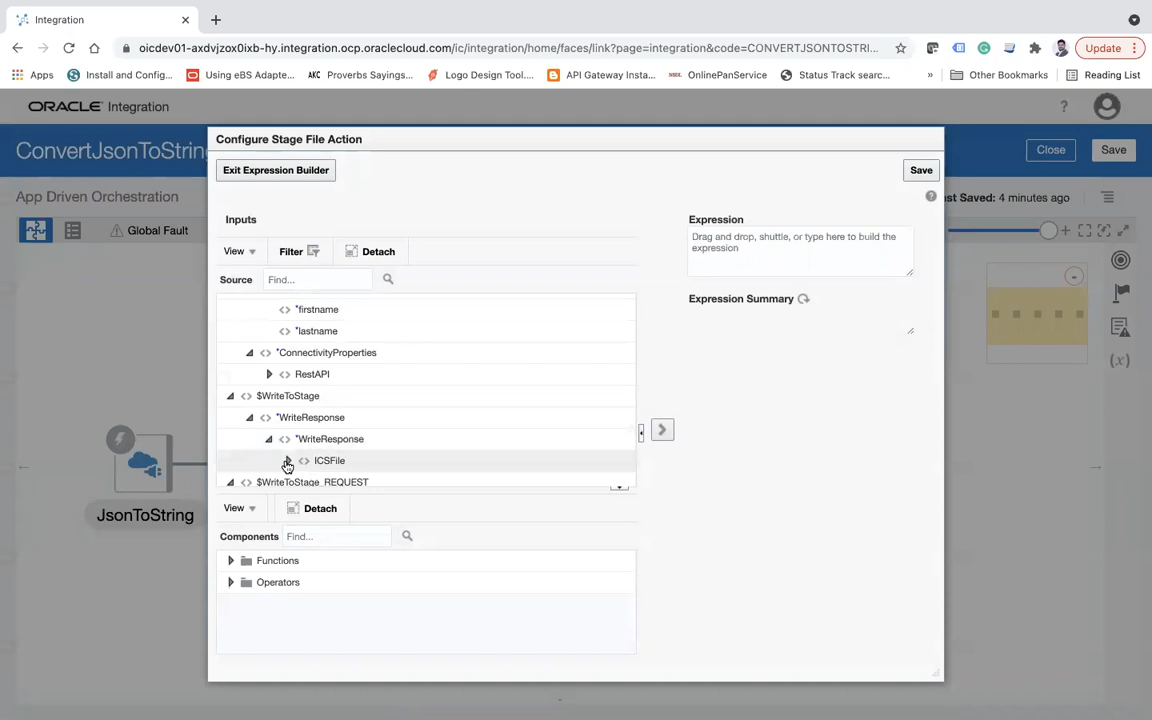 Integration
oicdev01-axdvjzox0ixb-hy.integration.ocp.oraclecloud.com/ic/integration/home/faces/link?page=integration&code=CONVERTJSONTOSTRI...
Update
Apps
Install and Config...
Using eBS Adapte...
AKC Proverbs Sayings...
Logo Design Tool....
API Gateway Insta...
OnlinePanService
Status Track searc...
»
Other Bookmarks
Reading List
ORACLE Integration
?
ConvertJsonToString
Close
Save
App Driven Orchestration
st Saved: 4 minutes ago
Global Fault
JsonToString
Configure Stage File Action
Exit Expression Builder
Save
Inputs
View
Filter
Detach
Source
Find...
<> *firstname
<> *lastname
<> *ConnectivityProperties
<> RestAPI
<> $WriteToStage
<> *WriteResponse
<> *WriteResponse
<> ICSFile
<> $WriteToStage_REQUEST
View
Detach
Components
Find...
Functions
Operators
Expression
Drag and drop, shuttle, or type here to build the
expression
Expression Summary
(x)